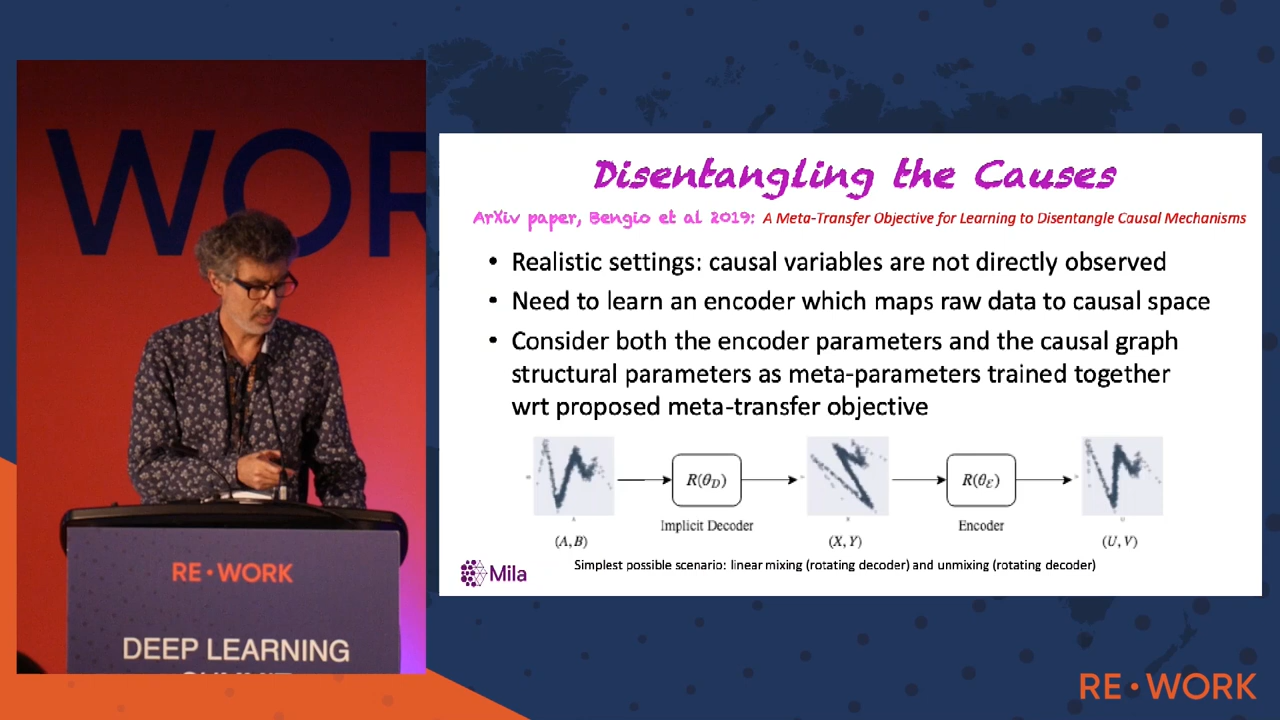 WOR
RE•WORK
DEEP LEARNING
SUMMIT
Disentangling the Causes
ArXiv paper, Bengio et al 2019: A Meta-Transfer Objective for Learning to Disentangle Causal Mechanisms
• Realistic settings: causal variables are not directly observed
• Need to learn an encoder which maps raw data to causal space
• Consider both the encoder parameters and the causal graph
structural parameters as meta-parameters trained together
wrt proposed meta-transfer objective
R(θ_D)
R(θ_Ɛ)
Implicit Decoder
Encoder
A
X
U
(A, B)
(X, Y)
(U, V)
Mila
Simplest possible scenario: linear mixing (rotating decoder) and unmixing (rotating decoder)
RE•WORK